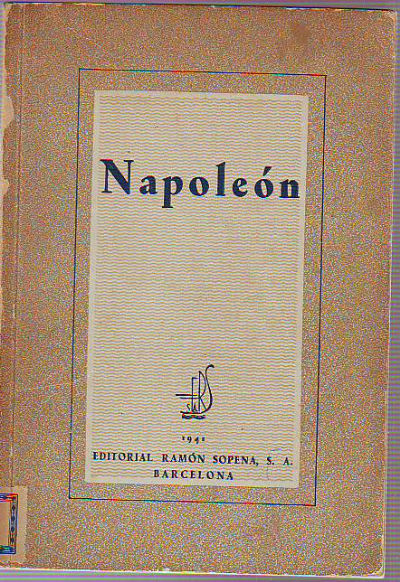 Napoleón
1941
EDITORIAL RAMÓN SOPENA, S. A.
BARCELONA